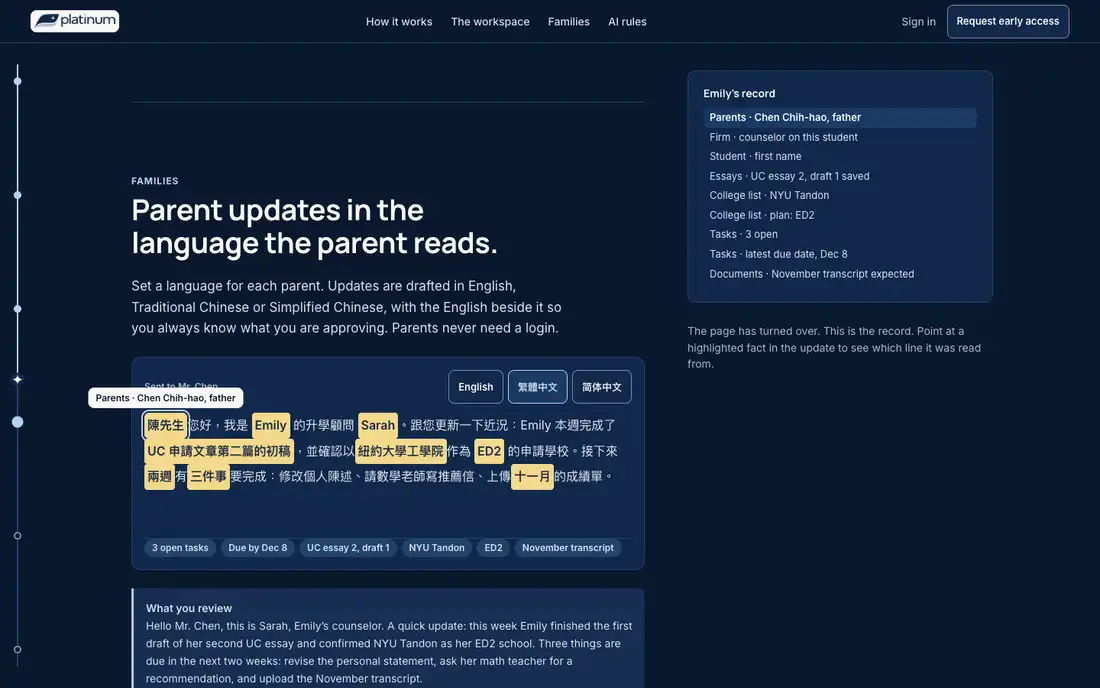 platinum
How it works
The workspace
Families
AI rules
Sign in
Request early access
FAMILIES
Parent updates in the
language the parent reads.
Set a language for each parent. Updates are drafted in English,
Traditional Chinese or Simplified Chinese, with the English beside it so
you always know what you are approving. Parents never need a login.
Sent to Mr. Chen
English
繁體中文
简体中文
Parents · Chen Chih-hao, father
陳先生您好，我是 Emily 的升學顧問 Sarah。跟您更新一下近況：Emily 本週完成了
UC 申請文章第二篇的初稿，並確認以紐約大學工學院作為 ED2 的申請學校。接下來
兩週有三件事要完成：修改個人陳述、請數學老師寫推薦信、上傳十一月的成績單。
3 open tasks
Due by Dec 8
UC essay 2, draft 1
NYU Tandon
ED2
November transcript
What you review
Hello Mr. Chen, this is Sarah, Emily's counselor. A quick update: this week Emily finished the first
draft of her second UC essay and confirmed NYU Tandon as her ED2 school. Three things are
due in the next two weeks: revise the personal statement, ask her math teacher for a
recommendation, and upload the November transcript.
Emily's record
Parents · Chen Chih-hao, father
Firm · counselor on this student
Student · first name
Essays · UC essay 2, draft 1 saved
College list · NYU Tandon
College list · plan: ED2
Tasks · 3 open
Tasks · latest due date, Dec 8
Documents · November transcript expected
The page has turned over. This is the record. Point at a
highlighted fact in the update to see which line it was read
from.